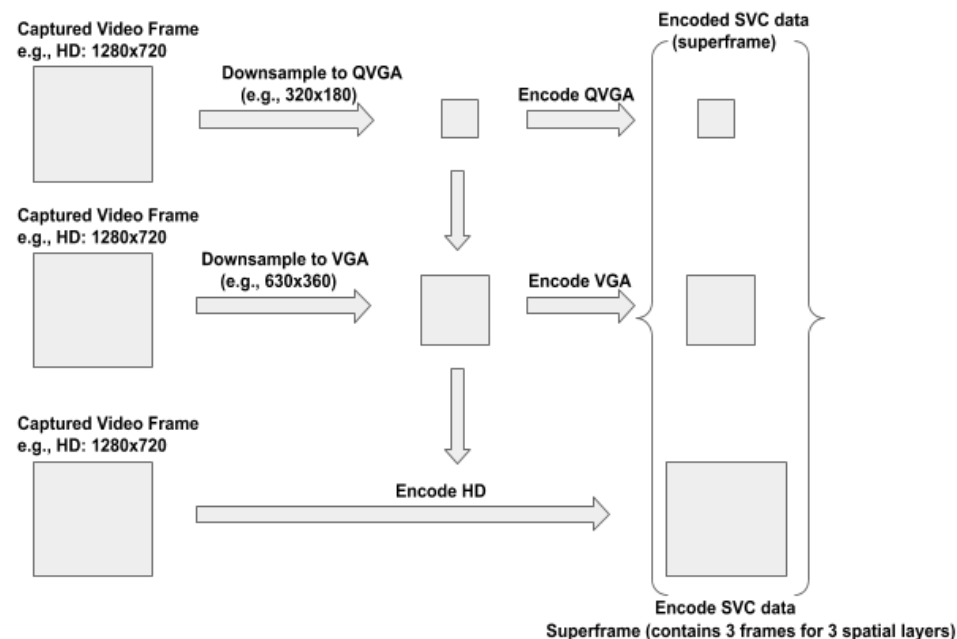 Captured Video Frame
e.g., HD: 1280x720
Encoded SVC data
(superframe)
Downsample to QVGA
(e.g., 320x180)
Encode QVGA
Captured Video Frame
e.g., HD: 1280x720
Downsample to VGA
(e.g., 630x360)
Encode VGA
Captured Video Frame
e.g., HD: 1280x720
Encode HD
Encode SVC data
Superframe (contains 3 frames for 3 spatial layers)